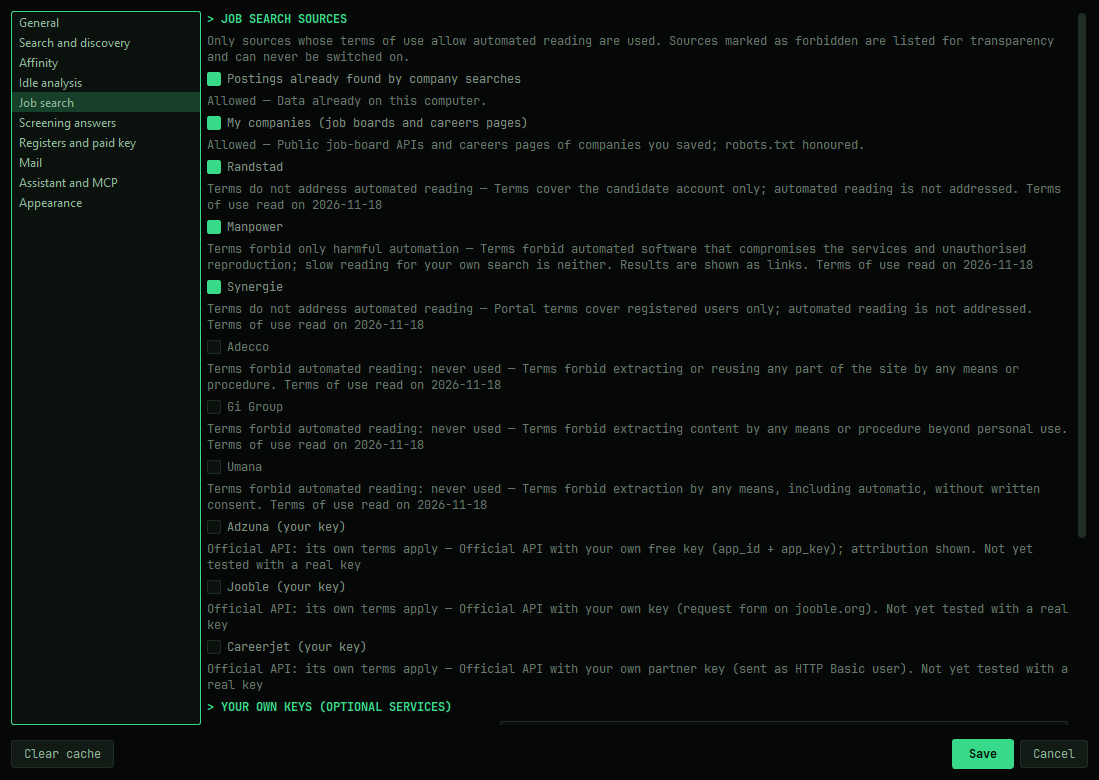 General
Search and discovery
Affinity
Idle analysis
Job search
Screening answers
Registers and paid key
Mail
Assistant and MCP
Appearance
> JOB SEARCH SOURCES
Only sources whose terms of use allow automated reading are used. Sources marked as forbidden are listed for transparency
and can never be switched on.
Postings already found by company searches
Allowed — Data already on this computer.
My companies (job boards and careers pages)
Allowed — Public job-board APIs and careers pages of companies you saved; robots.txt honoured.
Randstad
Terms do not address automated reading — Terms cover the candidate account only; automated reading is not addressed. Terms
of use read on 2026-11-18
Manpower
Terms forbid only harmful automation — Terms forbid automated software that compromises the services and unauthorised
reproduction; slow reading for your own search is neither. Results are shown as links. Terms of use read on 2026-11-18
Synergie
Terms do not address automated reading — Portal terms cover registered users only; automated reading is not addressed.
Terms of use read on 2026-11-18
Adecco
Terms forbid automated reading: never used — Terms forbid extracting or reusing any part of the site by any means or
procedure. Terms of use read on 2026-11-18
Gi Group
Terms forbid automated reading: never used — Terms forbid extracting content by any means or procedure beyond personal use.
Terms of use read on 2026-11-18
Umana
Terms forbid automated reading: never used — Terms forbid extraction by any means, including automatic, without written
consent. Terms of use read on 2026-11-18
Adzuna (your key)
Official API: its own terms apply — Official API with your own free key (app_id + app_key); attribution shown. Not yet
tested with a real key
Jooble (your key)
Official API: its own terms apply — Official API with your own key (request form on jooble.org). Not yet tested with a real
key
Careerjet (your key)
Official API: its own terms apply — Official API with your own partner key (sent as HTTP Basic user). Not yet tested with a
real key
> YOUR OWN KEYS (OPTIONAL SERVICES)
Clear cache
Save
Cancel